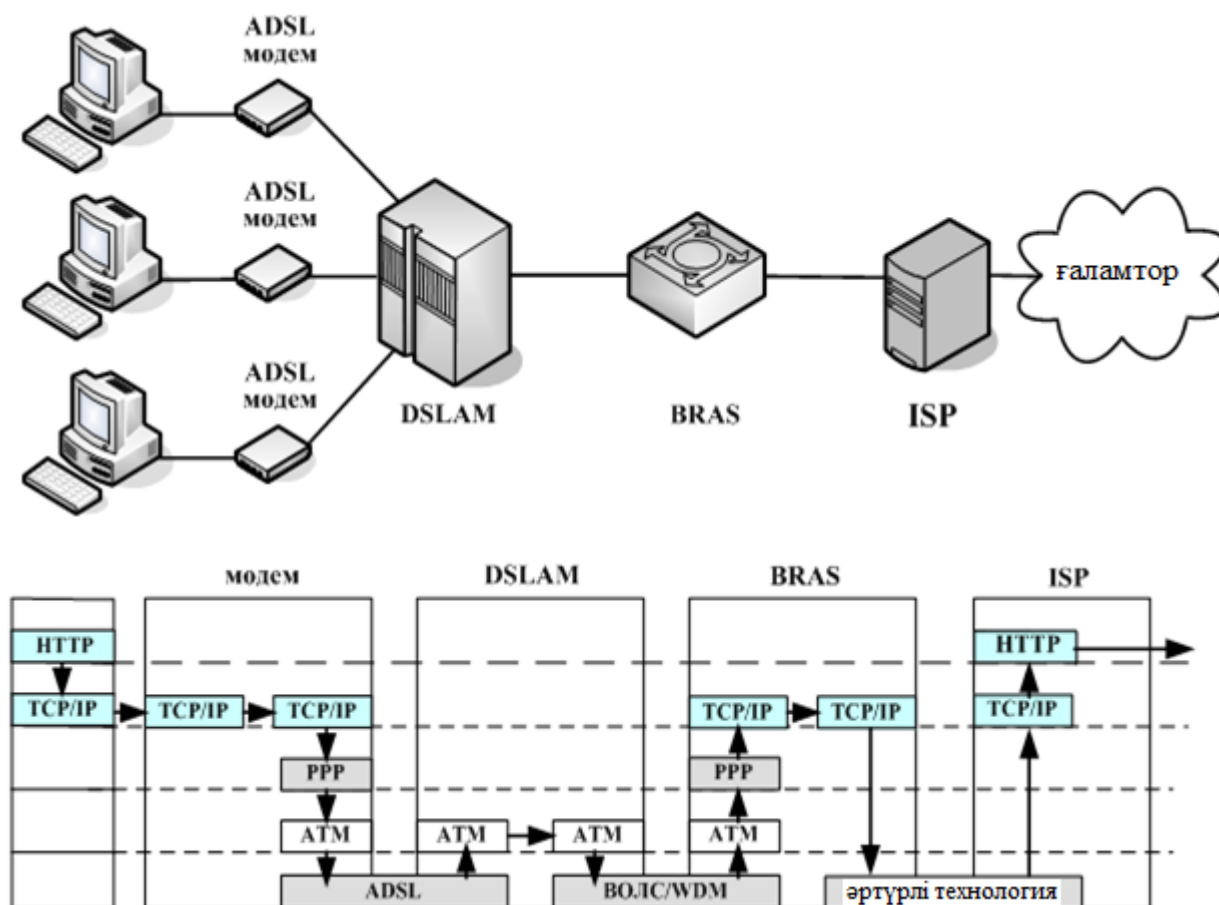 ADSL
модем
ADSL
модем
ғаламтор
ADSL
модем
DSLAM
BRAS
ISP
модем
DSLAM
BRAS
ISP
HTTP
HTTP
TCP/IP
TCP/IP
TCP/IP
TCP/IP
TCP/IP
TCP/IP
PPP
PPP
ATM
ATM
ATM
ATM
ADSL
ВОЛС/WDM
әртүрлі технология